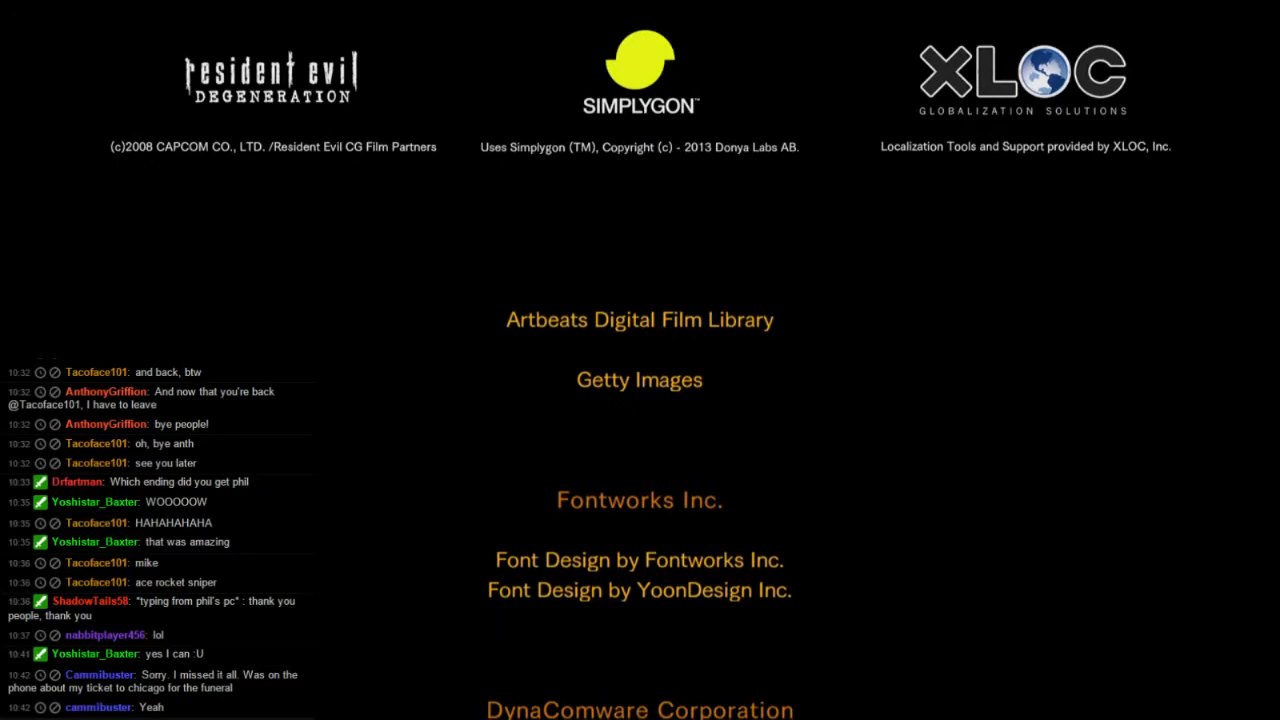 resident evil
DEGENERATION
SIMPLYGON™
XLOC
GLOBALIZATION SOLUTIONS
(c)2008 CAPCOM CO., LTD. /Resident Evil CG Film Partners
Uses Simplygon (TM), Copyright (c) - 2013 Donya Labs AB.
Localization Tools and Support provided by XLOC, Inc.
Artbeats Digital Film Library
Getty Images
Fontworks Inc.
Font Design by Fontworks Inc.
Font Design by YoonDesign Inc.
DynaComware Corporation
10:32 Tacoface101: and back, btw
10:32 AnthonyGriffion: And now that you're back
@Tacoface101, I have to leave
10:32 AnthonyGriffion: bye people!
10:32 Tacoface101: oh, bye anth
10:32 Tacoface101: see you later
10:33 Drfartman: Which ending did you get phil
10:35 Yoshistar_Baxter: WOOOOOW
10:35 Tacoface101: HAHAHAHAHA
10:35 Yoshistar_Baxter: that was amazing
10:36 Tacoface101: mike
10:36 Tacoface101: ace rocket sniper
10:36 ShadowTails58: *typing from phil's pc* : thank you
people, thank you
10:37 nabbitplayer456: lol
10:41 Yoshistar_Baxter: yes I can :U
10:42 Cammibuster: Sorry. I missed it all. Was on the
phone about my ticket to chicago for the funeral
10:42 cammibuster: Yeah